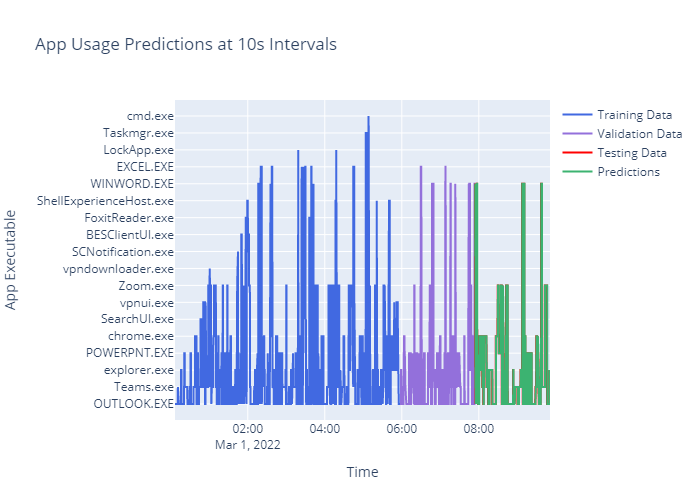 App Usage Predictions at 10s Intervals
cmd.exe
Taskmgr.exe
LockApp.exe
EXCEL.EXE
WINWORD.EXE
ShellExperienceHost.exe
FoxitReader.exe
BESClientUI.exe
SCNotification.exe
vpndownloader.exe
Zoom.exe
vpnui.exe
SearchUI.exe
chrome.exe
POWERPNT.EXE
explorer.exe
Teams.exe
OUTLOOK.EXE
App Executable
02:00 04:00 06:00 08:00
Mar 1, 2022
Time
Training Data
Validation Data
Testing Data
Predictions